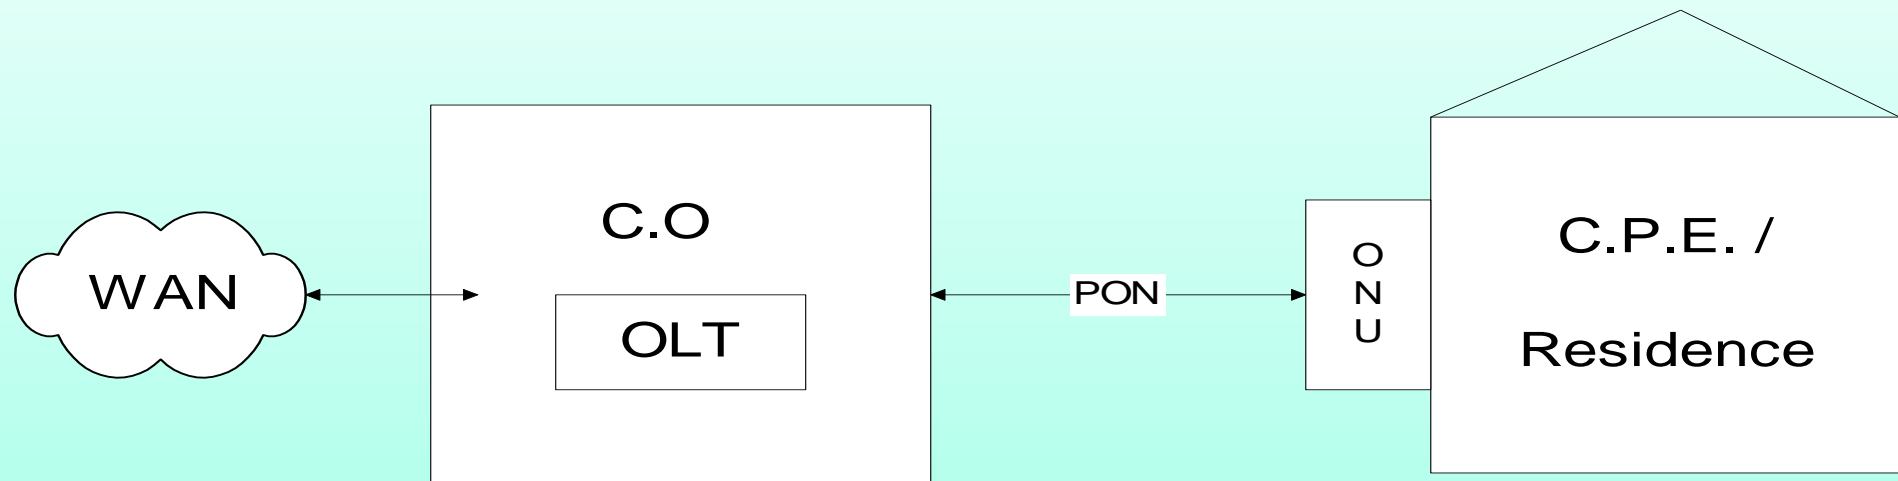 WAN
C.O
OLT
PON
O
N
U
C.P.E. /
Residence